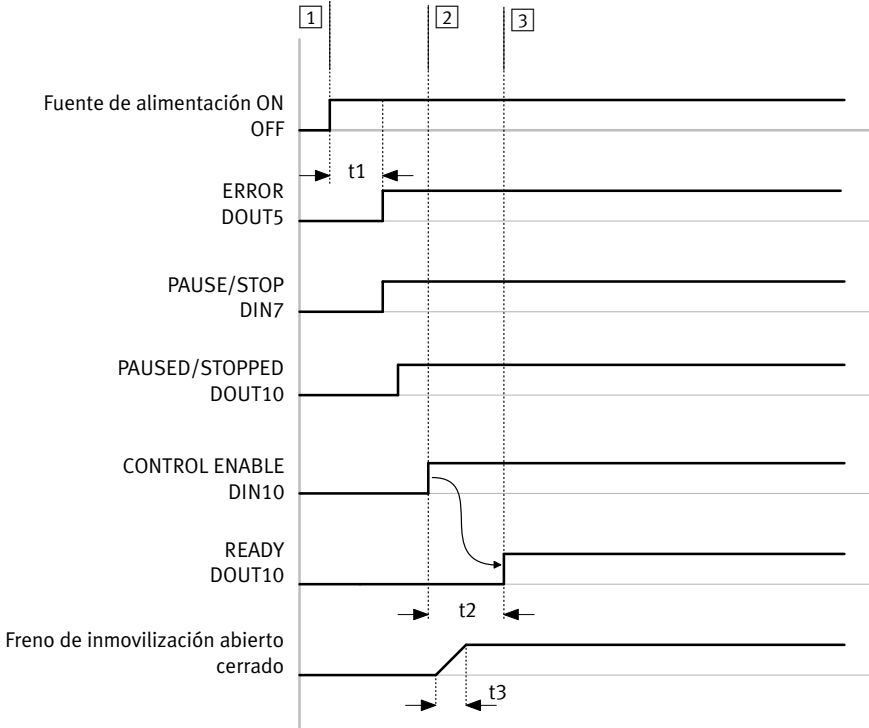 1 2 3
Fuente de alimentación ON
OFF
t1
ERROR
DOUT5
PAUSE/STOP
DIN7
PAUSED/STOPPED
DOUT10
CONTROL ENABLE
DIN10
READY
DOUT10
t2
Freno de inmovilización abierto
cerrado
t3